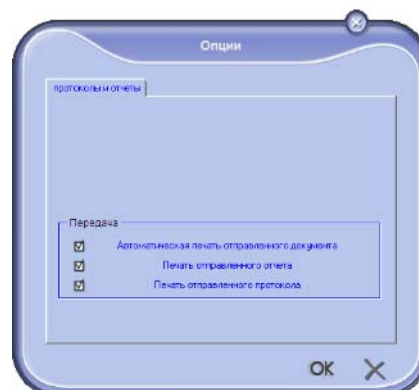 Опции
протоколы и отчеты
Передача
Автоматическая печать отправленного документа
Печать отправленного отчета
Печать отправленного протокола
OK